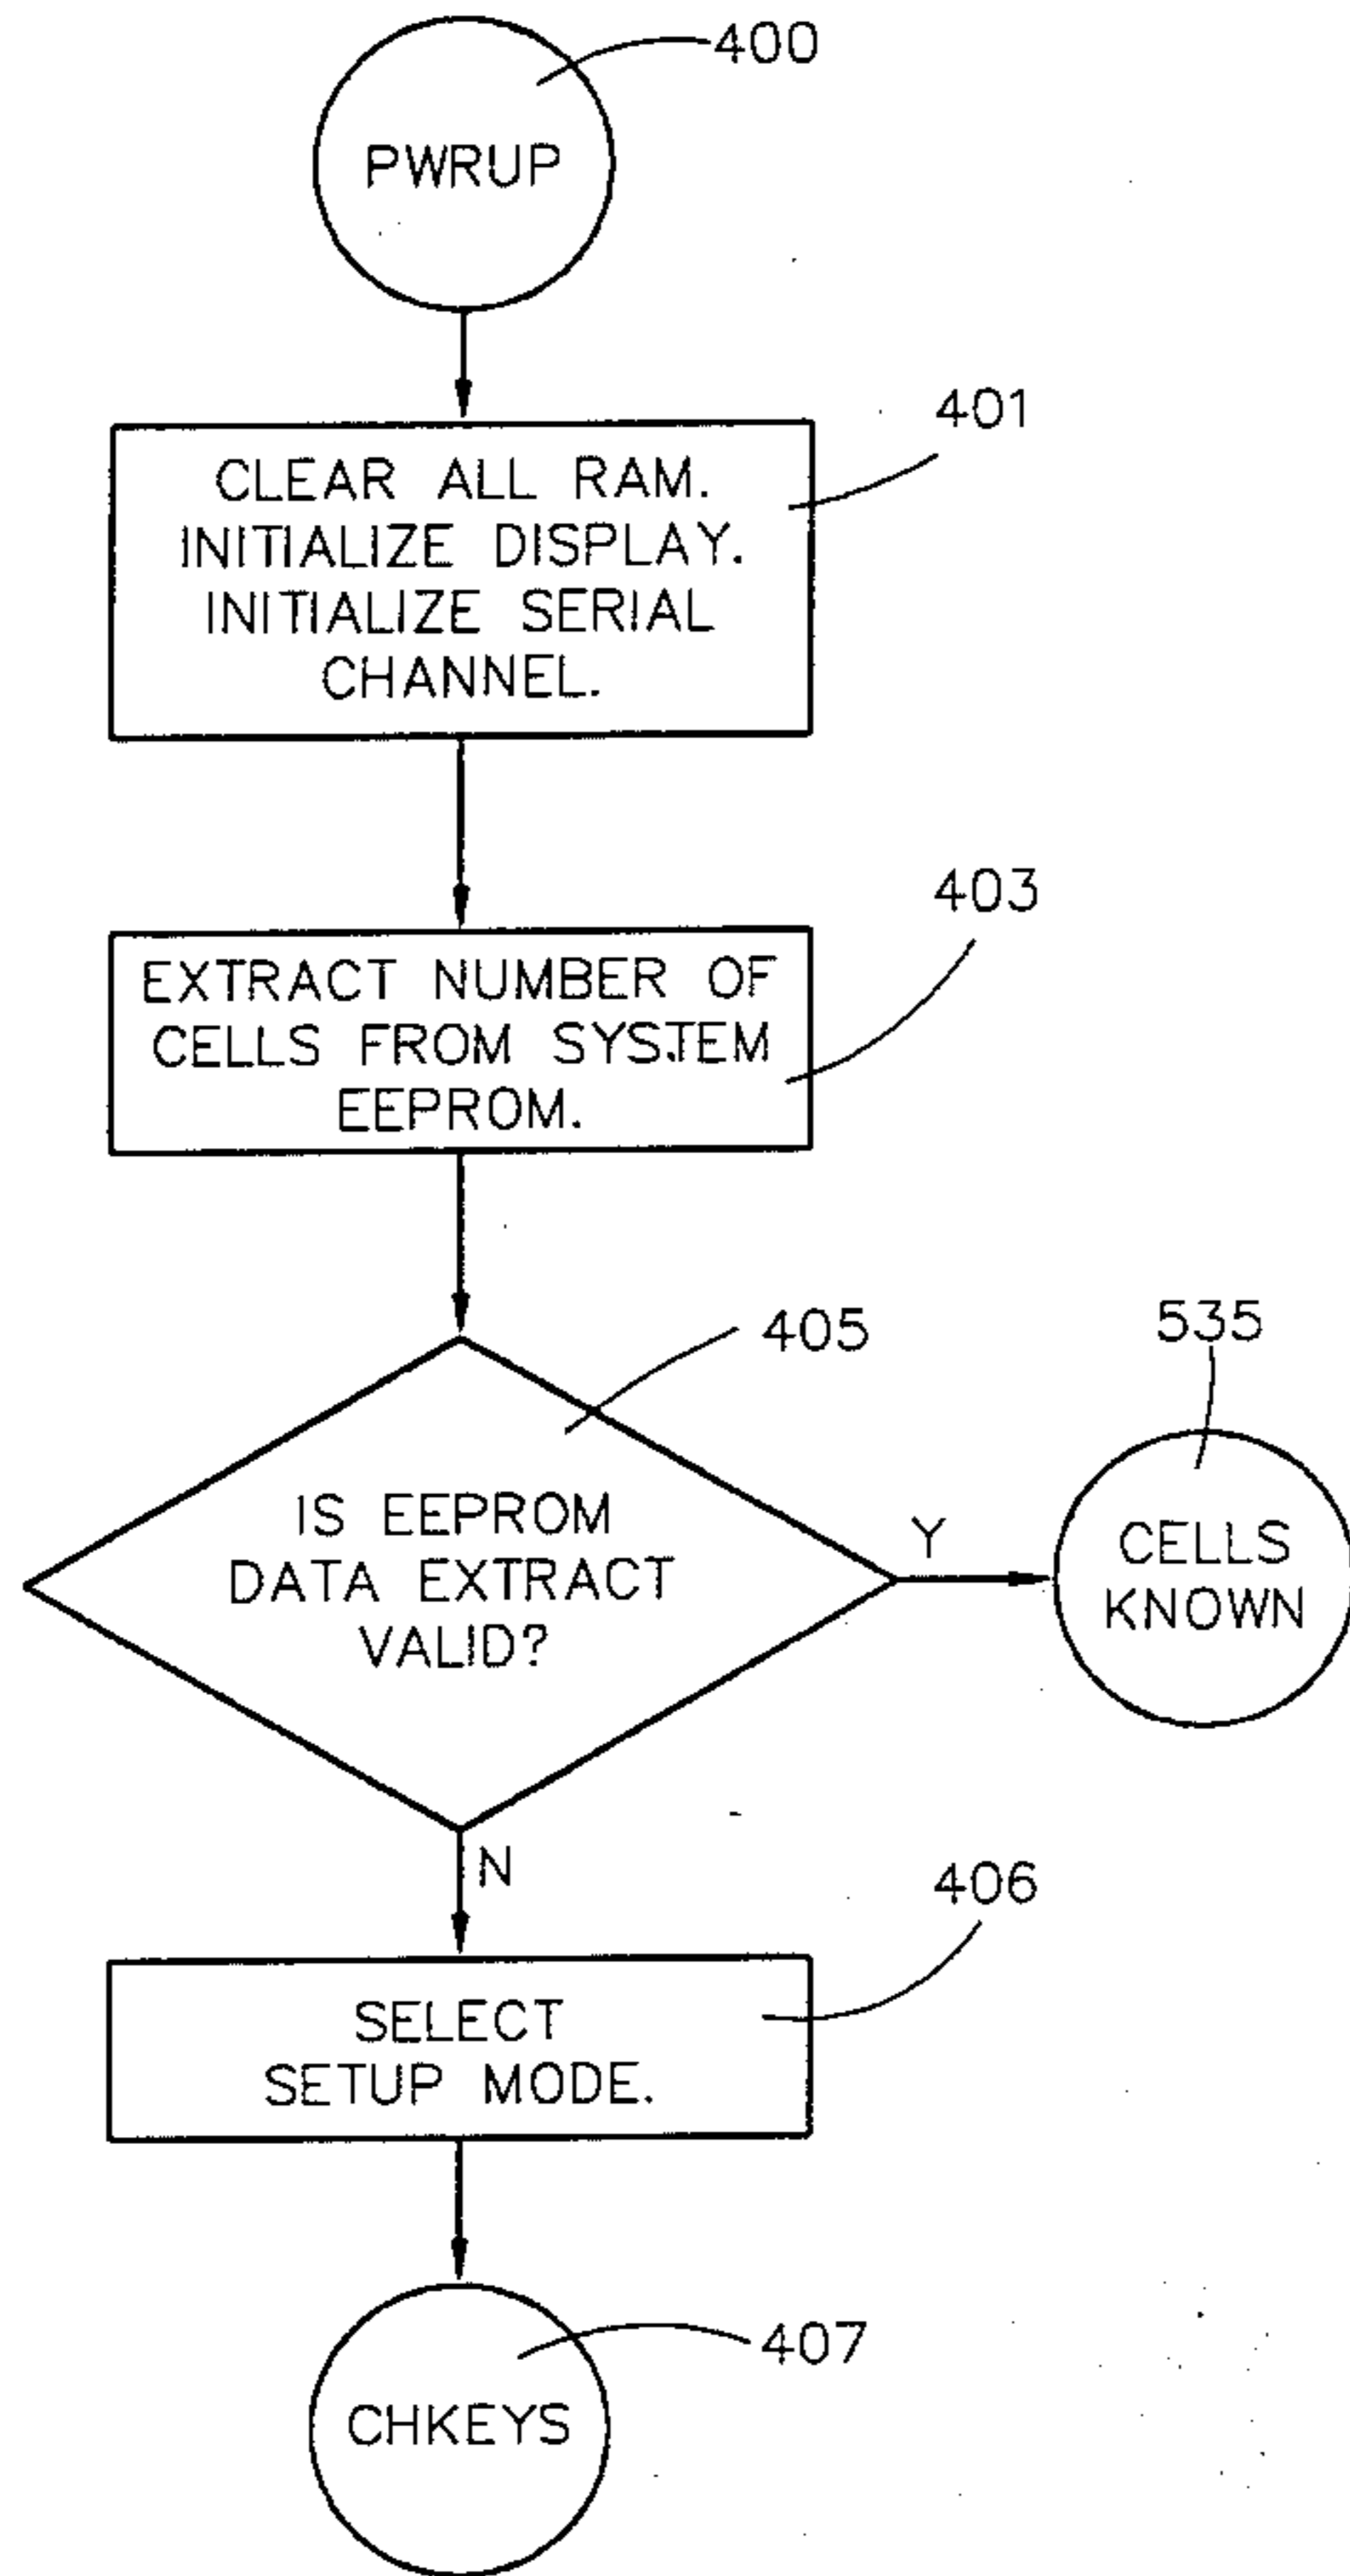 400
PWRUP
401
CLEAR ALL RAM.
INITIALIZE DISPLAY.
INITIALIZE SERIAL
CHANNEL.
403
EXTRACT NUMBER OF
CELLS FROM SYSTEM
EEPROM.
405
535
IS EEPROM
DATA EXTRACT
VALID?
Y
CELLS
KNOWN
N
406
SELECT
SETUP MODE.
407
CHKEYS